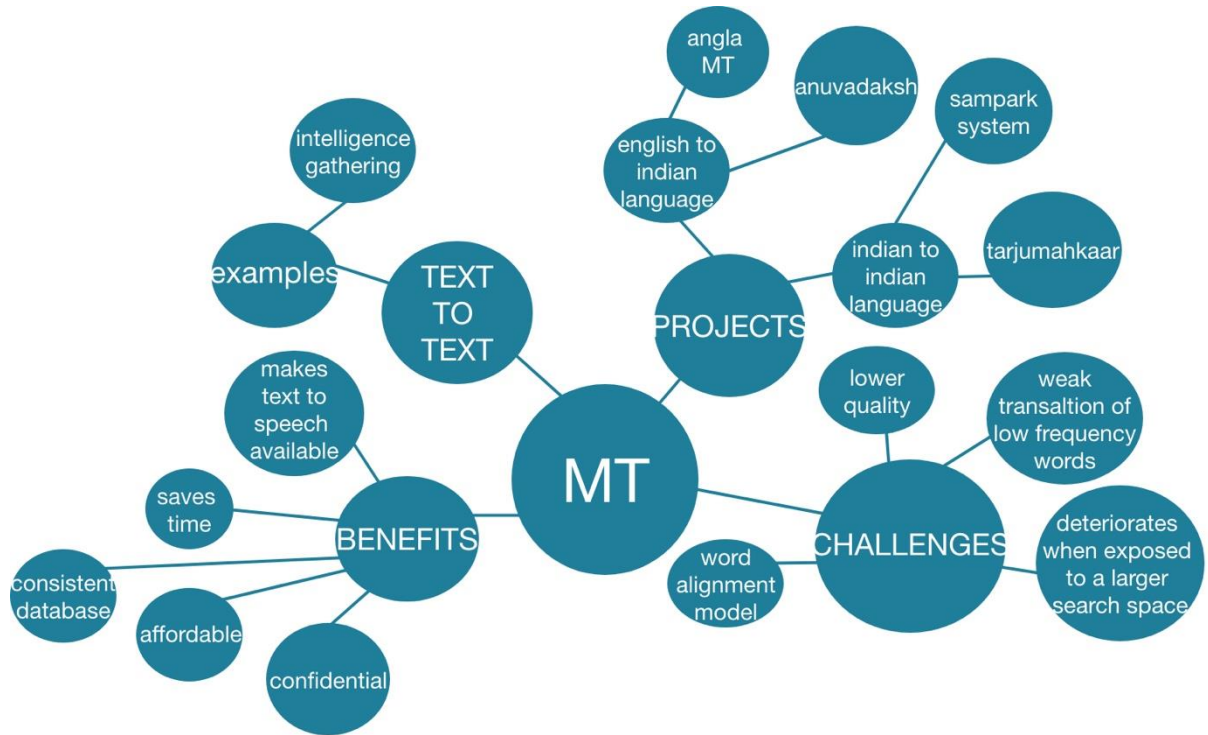 angla
MT
anuvadaksh
sampark
system
intelligence
gathering
english to
indian
language
examples
TEXT
TO
TEXT
indian to
indian
language
tarjumahkaar
PROJECTS
makes
text to
speech
available
lower
quality
weak
transaltion of
low frequency
words
MT
saves
time
BENEFITS
CHALLENGES
deteriorates
when exposed
to a larger
search space
word
alignment
model
consistent
database
affordable
confidential